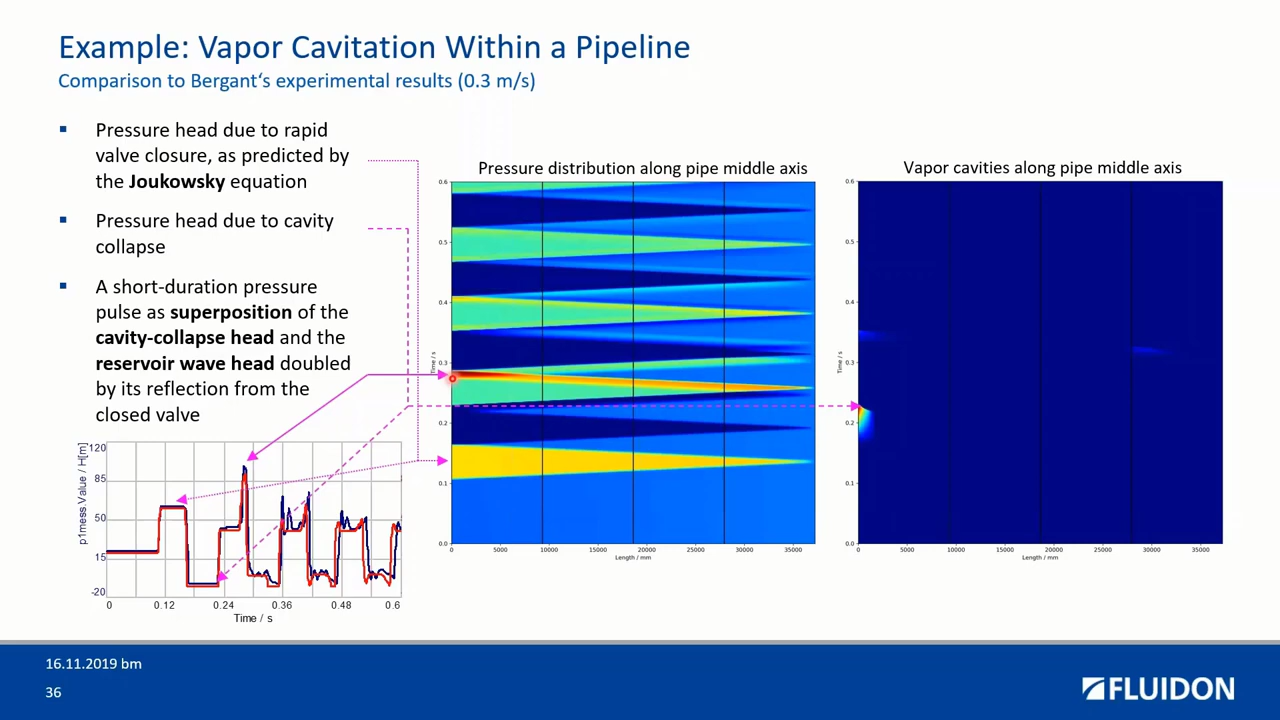 Example: Vapor Cavitation Within a Pipeline
Comparison to Bergant‘s experimental results (0.3 m/s)
▪ Pressure head due to rapid
valve closure, as predicted by
the Joukowsky equation
▪ Pressure head due to cavity
collapse
▪ A short-duration pressure
pulse as superposition of the
cavity-collapse head and the
reservoir wave head doubled
by its reflection from the
closed valve
p1mess.Value / H[m]
120
85
50
15
-20
0 0.12 0.24 0.36 0.48 0.6
Time / s
Pressure distribution along pipe middle axis
Time / s
0.6
0.5
0.4
0.3
0.2
0.1
0.0
0 5000 10000 15000 20000 25000 30000 35000
Length / mm
Vapor cavities along pipe middle axis
Time / s
0.6
0.5
0.4
0.3
0.2
0.1
0.0
0 5000 10000 15000 20000 25000 30000 35000
Length / mm
16.11.2019 bm
36
FLUIDON